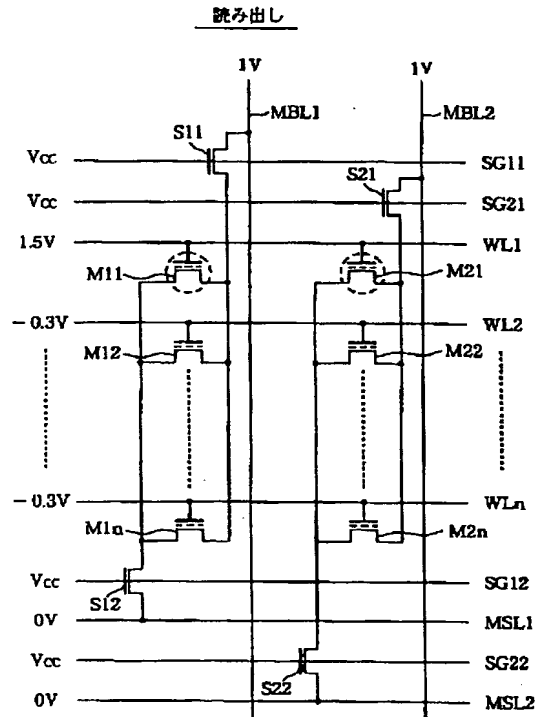 読み出し
1V 1V
MBL1 MBL2
S11
Vcc SG11
S21
Vcc SG21
1.5V WL1
M11 M21
−0.3V WL2
M12 M22
−0.3V WLn
M1n M2n
Vcc SG12
S12
0V MSL1
Vcc SG22
S22
0V MSL2